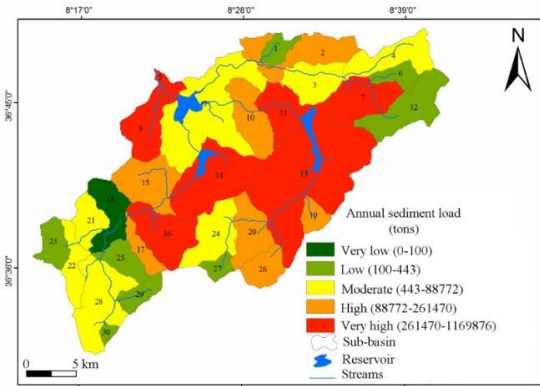 8°17'0" 8°28'0" 8°39'0"
36°45'0"
36°36'0"
N
1
2
3
4
6
7
8
10
11
12
13
14
15
16
17
19
20
21
22
23
24
25
26
27
28
29
30
Annual sediment load
(tons)
Very low (0-100)
Low (100-443)
Moderate (443-88772)
High (88772-261470)
Very high (261470-1169876)
Sub-basin
Reservoir
Streams
0 5 km